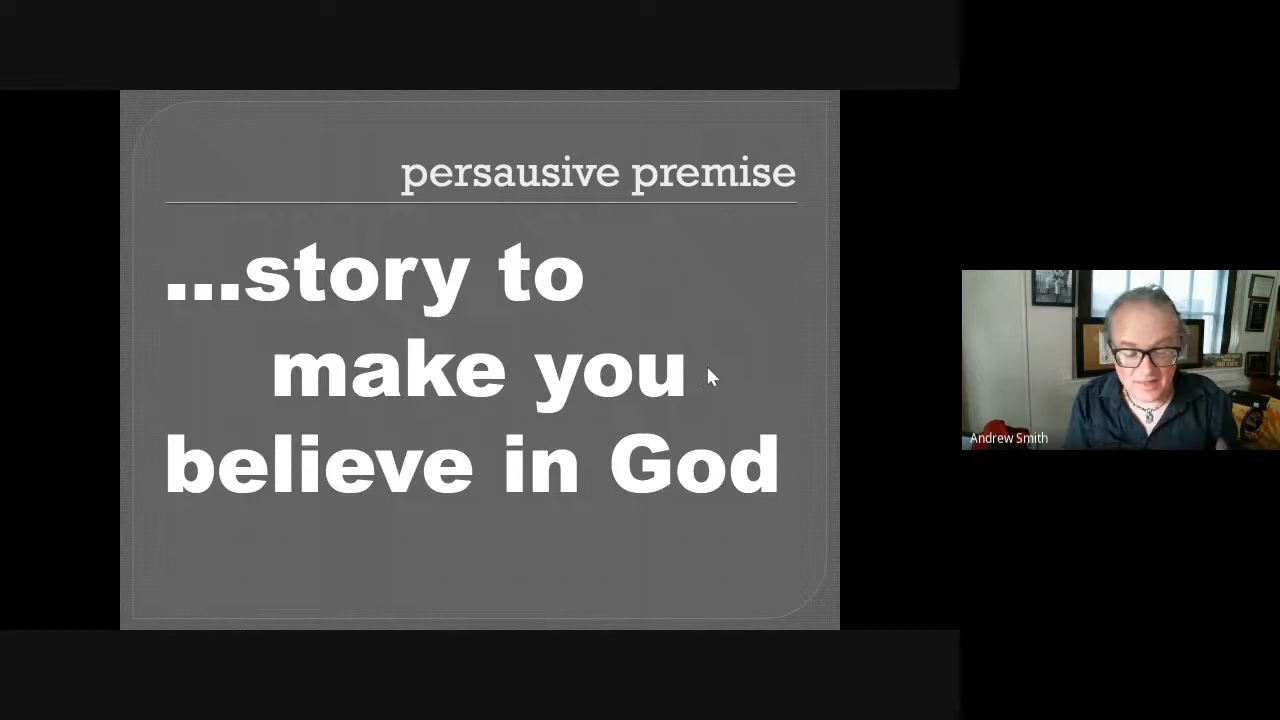 persausive premise
...story to
make you
believe in God
Andrew Smith